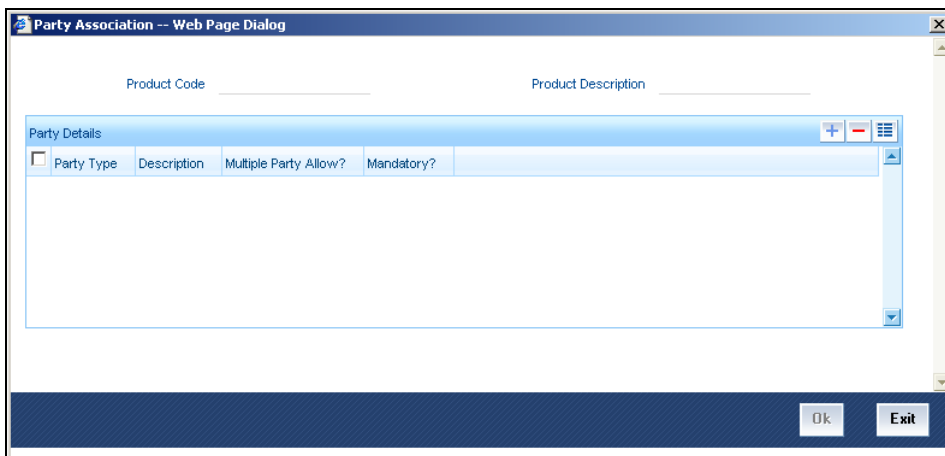 Party Association -- Web Page Dialog
Product Code
Product Description
Party Details
Party Type Description Multiple Party Allow? Mandatory?
Ok Exit